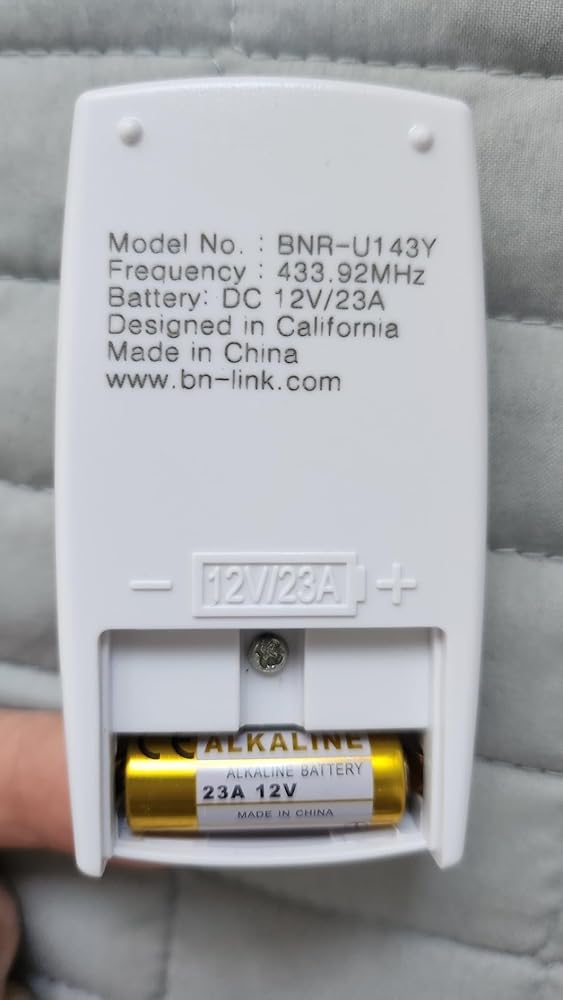 Model No. : BNR-U143Y
Frequency : 433.92MHz
Battery: DC 12V/23A
Designed in California
Made in China
www.bn-link.com
− 12V/23A +
CE ALKALINE
ALKALINE BATTERY
23A 12V
MADE IN CHINA